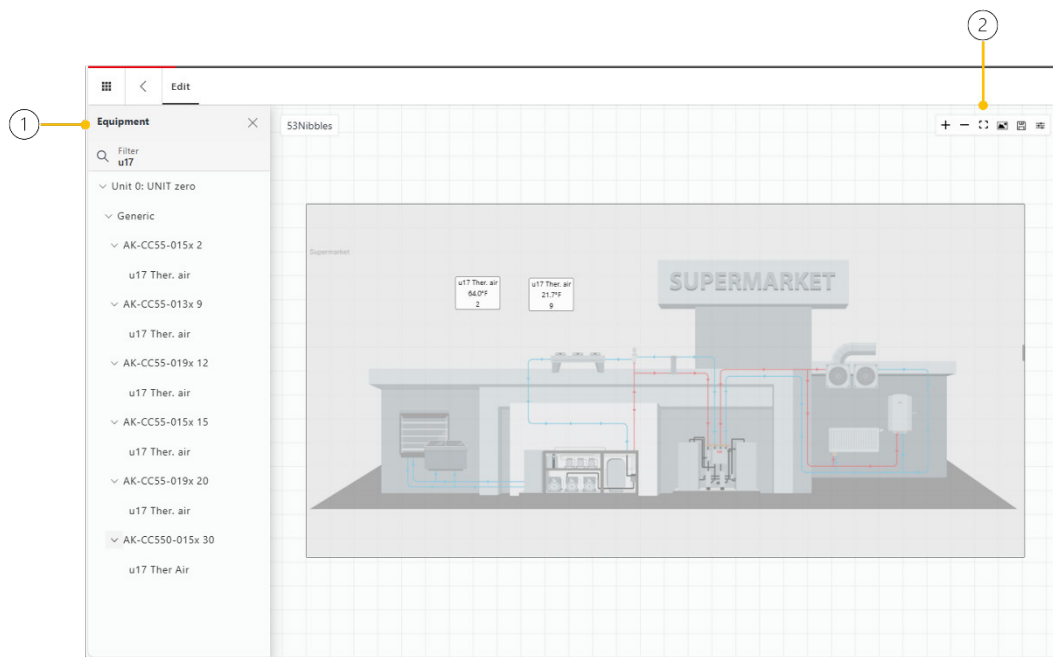 2
Edit
1
Equipment
53Nibbles
Filter
u17
Unit 0: UNIT zero
Generic
AK-CC55-015x 2
u17 Ther. air
AK-CC55-013x 9
u17 Ther. air
AK-CC55-019x 12
u17 Ther. air
AK-CC55-015x 15
u17 Ther. air
AK-CC55-019x 20
u17 Ther. air
AK-CC550-015x 30
u17 Ther Air
Supermarket
u17 Ther. air
64.0°F
2
u17 Ther. air
21.7°F
9
SUPERMARKET